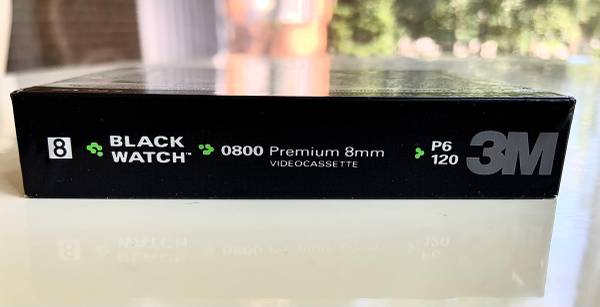 8
BLACK
WATCH™
0800 Premium 8mm
VIDEOCASSETTE
P6
120
3M